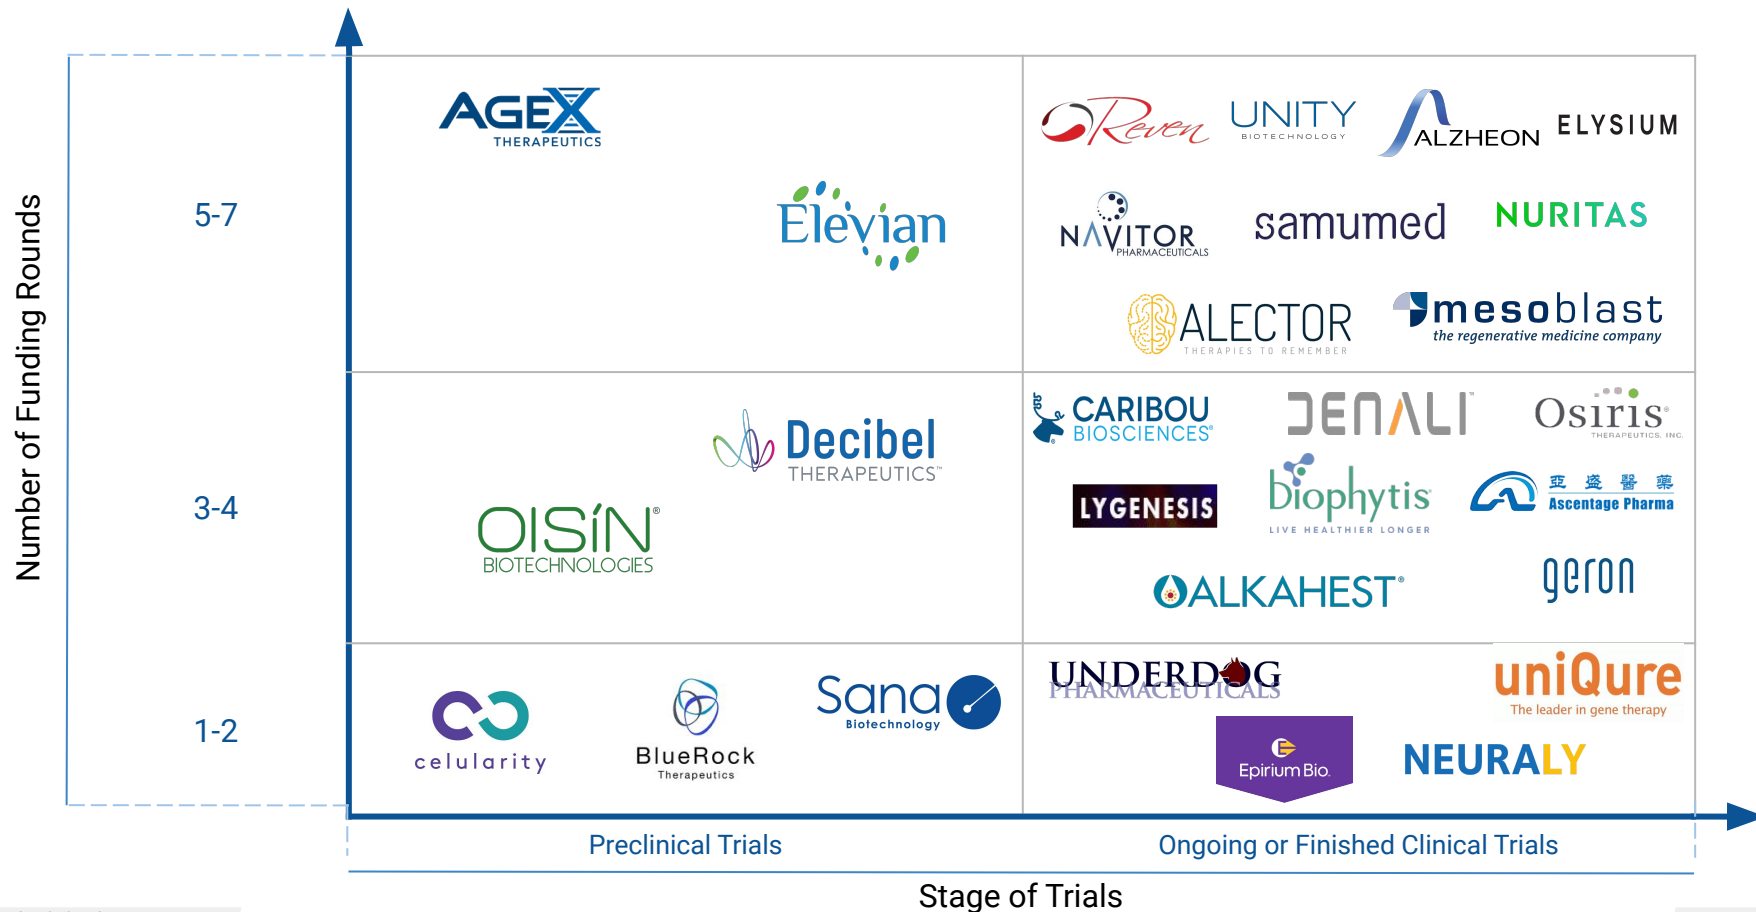 AGEX
THERAPEUTICS
Elevian
Reven
UNITY
BIOTECHNOLOGY
ALZHEON
ELYSIUM
NAVITOR
PHARMACEUTICALS
samumed
NURITAS
ALECTOR
THERAPIES TO REMEMBER
mesoblast
the regenerative medicine company
5-7
Number of Funding Rounds
Decibel
THERAPEUTICS™
OISíN®
BIOTECHNOLOGIES
CARIBOU
BIOSCIENCES®
DENALI™
Osiris®
THERAPEUTICS, INC.
LYGENESIS
biophytis
LIVE HEALTHIER LONGER
亞盛醫藥
Ascentage Pharma
ALKAHEST®
geron
3-4
celularity
BlueRock
Therapeutics
Sana
Biotechnology
UNDERDOG
PHARMACEUTICALS
uniQure
The leader in gene therapy
Epirium Bio.
NEURALY
1-2
Preclinical Trials
Ongoing or Finished Clinical Trials
Stage of Trials